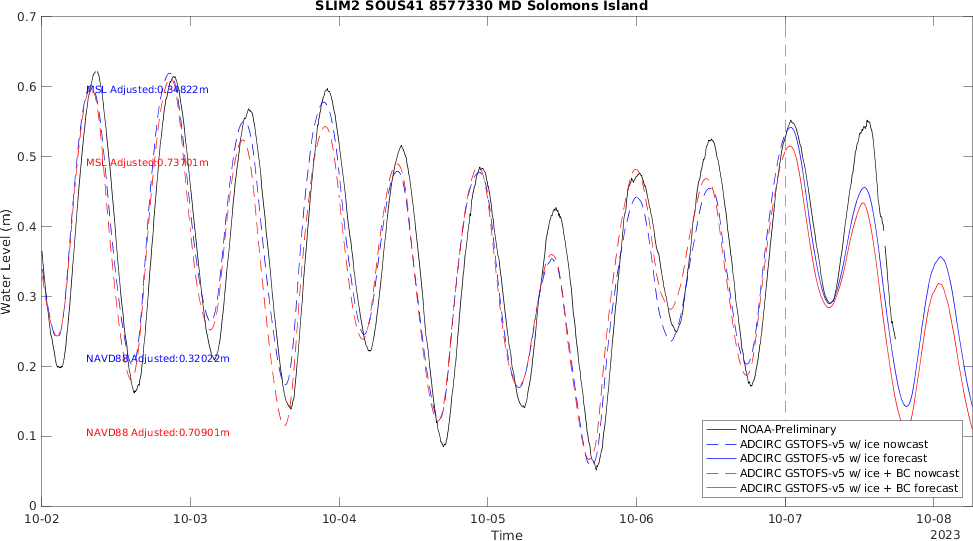 SLIM2 SOUS41 8577330 MD Solomons Island
0.7
0.6
0.5
0.4
0.3
0.2
0.1
0
Water Level (m)
MSL Adjusted:0.34822m
MSL Adjusted:0.73701m
NAVD88 Adjusted:0.32022m
NAVD88 Adjusted:0.70901m
NOAA-Preliminary
ADCIRC GSTOFS-v5 w/ ice nowcast
ADCIRC GSTOFS-v5 w/ ice forecast
ADCIRC GSTOFS-v5 w/ ice + BC nowcast
ADCIRC GSTOFS-v5 w/ ice + BC forecast
10-02 10-03 10-04 10-05 10-06 10-07 10-08
Time
2023